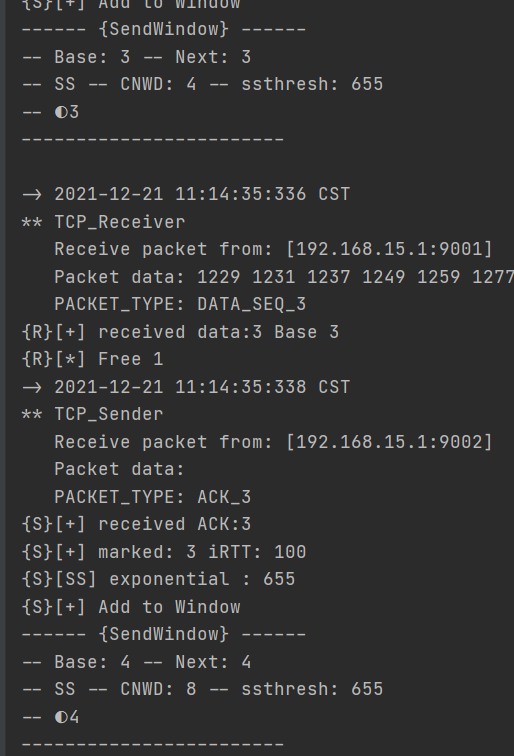 {S}[+] Add to Window
------ {SendWindow} ------
-- Base: 3 -- Next: 3
-- SS -- CNWD: 4 -- ssthresh: 655
-- ◐3
------------------------
-> 2021-12-21 11:14:35:336 CST
** TCP_Receiver
Receive packet from: [192.168.15.1:9001]
Packet data: 1229 1231 1237 1249 1259 1277
PACKET_TYPE: DATA_SEQ_3
{R}[+] received data:3 Base 3
{R}[*] Free 1
-> 2021-12-21 11:14:35:338 CST
** TCP_Sender
Receive packet from: [192.168.15.1:9002]
Packet data:
PACKET_TYPE: ACK_3
{S}[+] received ACK:3
{S}[+] marked: 3 iRTT: 100
{S}[SS] exponential : 655
{S}[+] Add to Window
------ {SendWindow} ------
-- Base: 4 -- Next: 4
-- SS -- CNWD: 8 -- ssthresh: 655
-- ◐4
------------------------